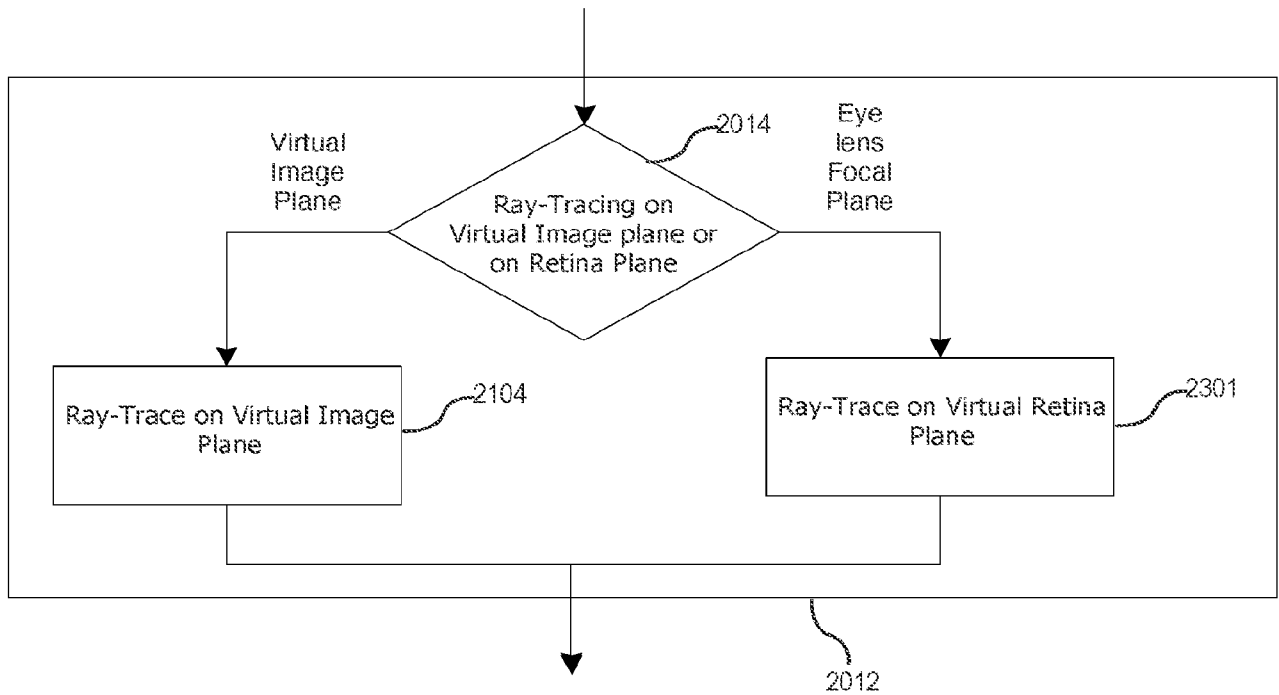 2014
Virtual
Image
Plane
Eye
lens
Focal
Plane
Ray-Tracing on
Virtual Image plane or
on Retina Plane
Ray-Trace on Virtual Image
Plane
2104
Ray-Trace on Virtual Retina
Plane
2301
2012